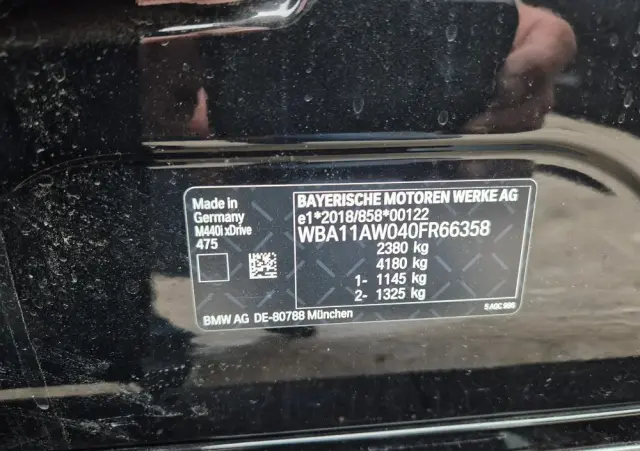 Made in
Germany
M440i xDrive
475
BAYERISCHE MOTOREN WERKE AG
e1*2018/858*00122
WBA11AW040FR66358
2380 kg
4180 kg
1- 1145 kg
2- 1325 kg
BMW AG DE-80788 München